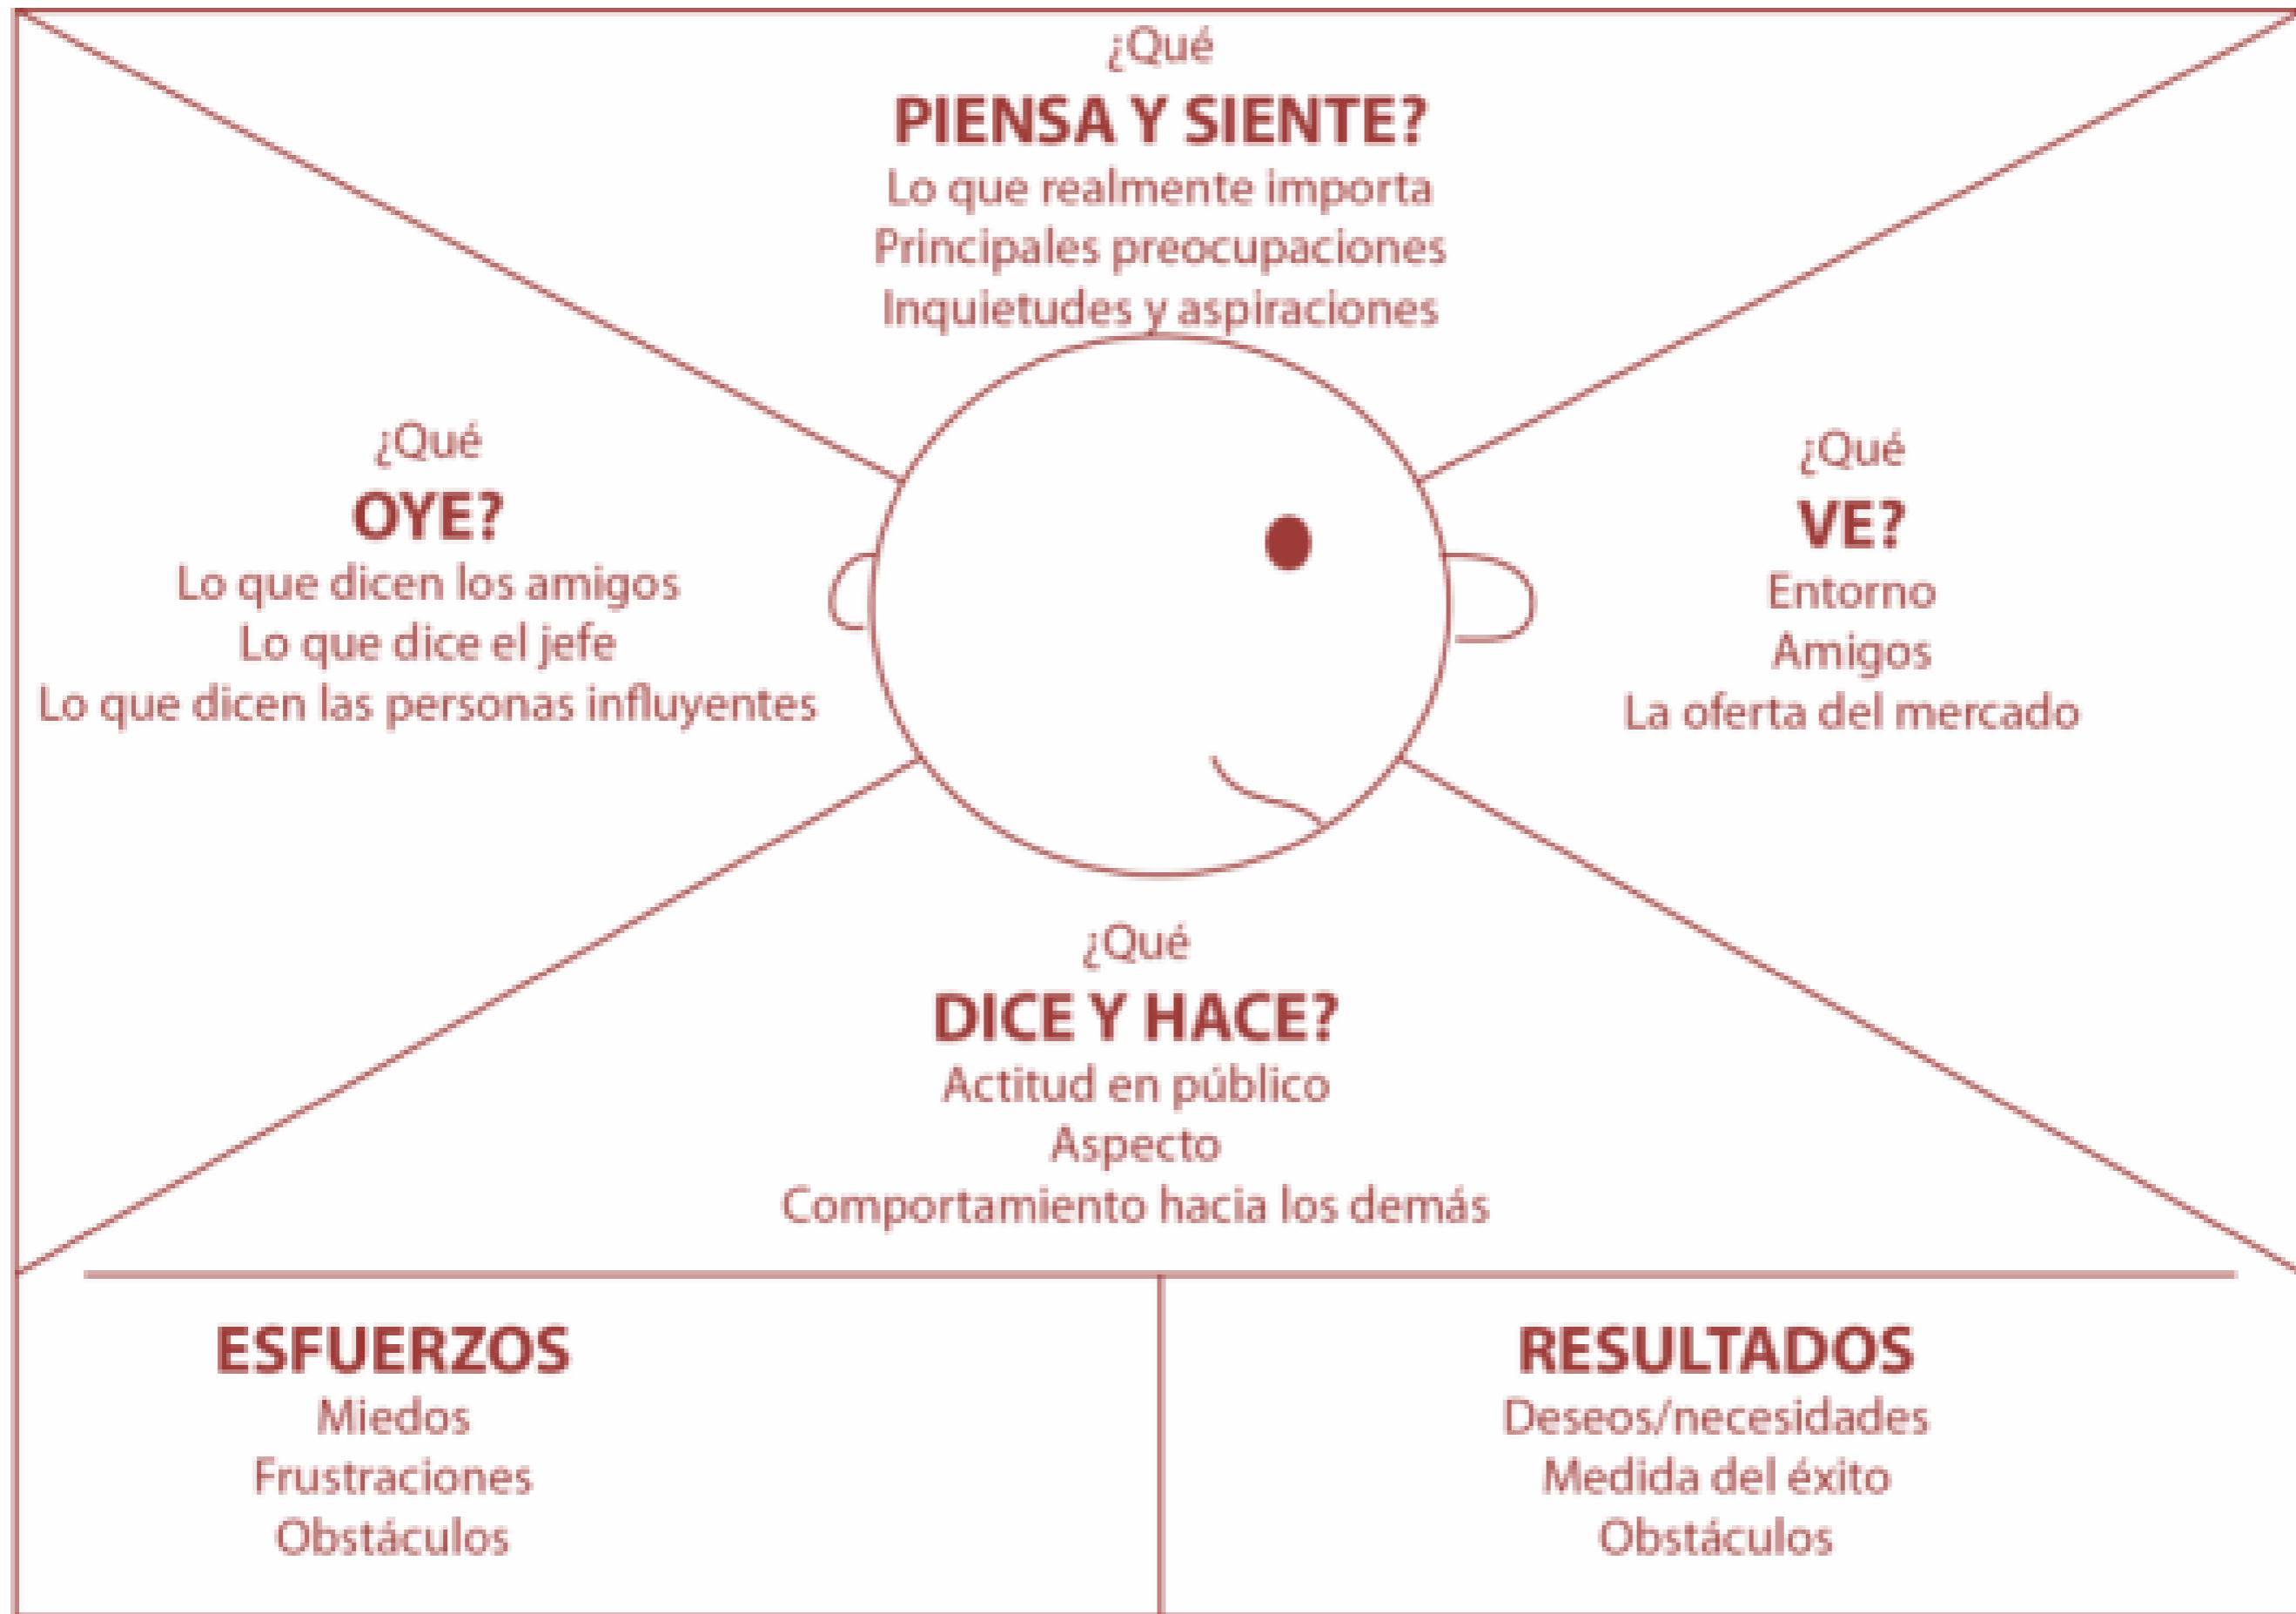 ¿Qué
PIENSA Y SIENTE?
Lo que realmente importa
Principales preocupaciones
Inquietudes y aspiraciones
¿Qué
OYE?
Lo que dicen los amigos
Lo que dice el jefe
Lo que dicen las personas influyentes
¿Qué
VE?
Entorno
Amigos
La oferta del mercado
¿Qué
DICE Y HACE?
Actitud en público
Aspecto
Comportamiento hacia los demás
ESFUERZOS
Miedos
Frustraciones
Obstáculos
RESULTADOS
Deseos/necesidades
Medida del éxito
Obstáculos